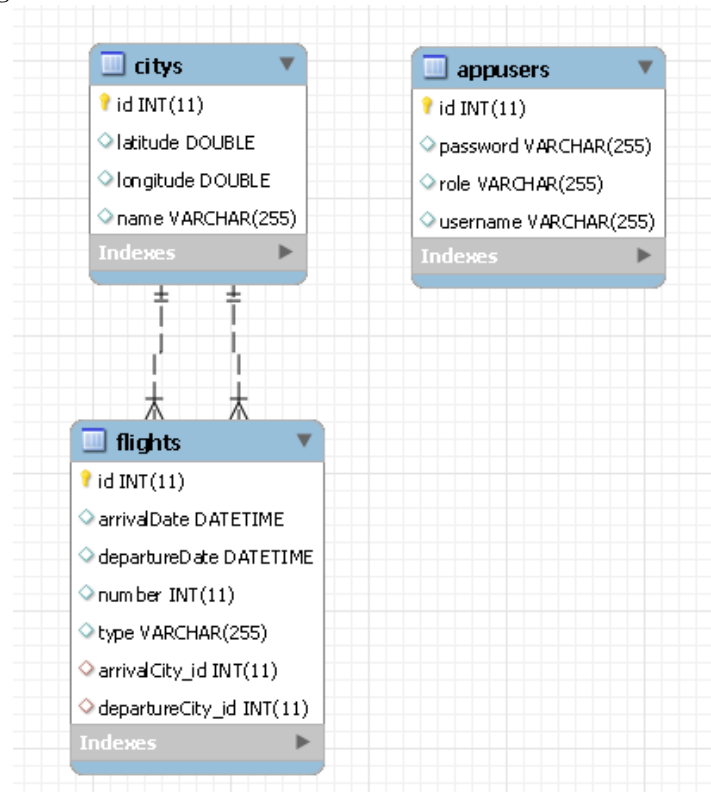 citys
id INT(11)
latitude DOUBLE
longitude DOUBLE
name VARCHAR(255)
Indexes
appusers
id INT(11)
password VARCHAR(255)
role VARCHAR(255)
username VARCHAR(255)
Indexes
flights
id INT(11)
arrivalDate DATETIME
departureDate DATETIME
number INT(11)
type VARCHAR(255)
arrivalCity_id INT(11)
departureCity_id INT(11)
Indexes